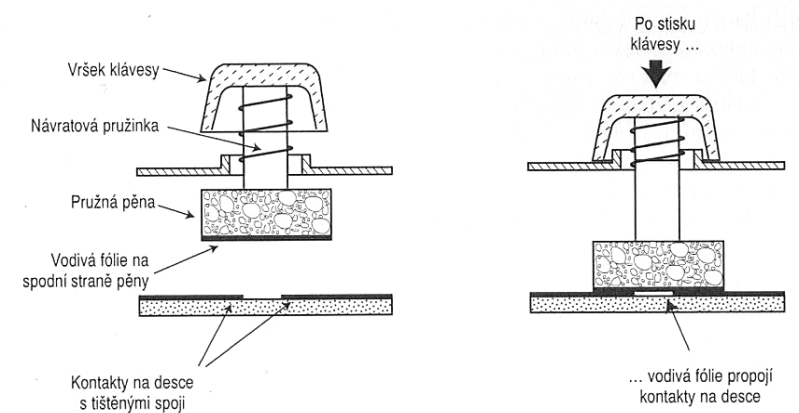 Vršek klávesy
Návratová pružinka
Pružná pěna
Vodivá fólie na
spodní straně pěny
Kontakty na desce
s tištěnými spoji
Po stisku
klávesy ...
... vodivá fólie propojí
kontakty na desce